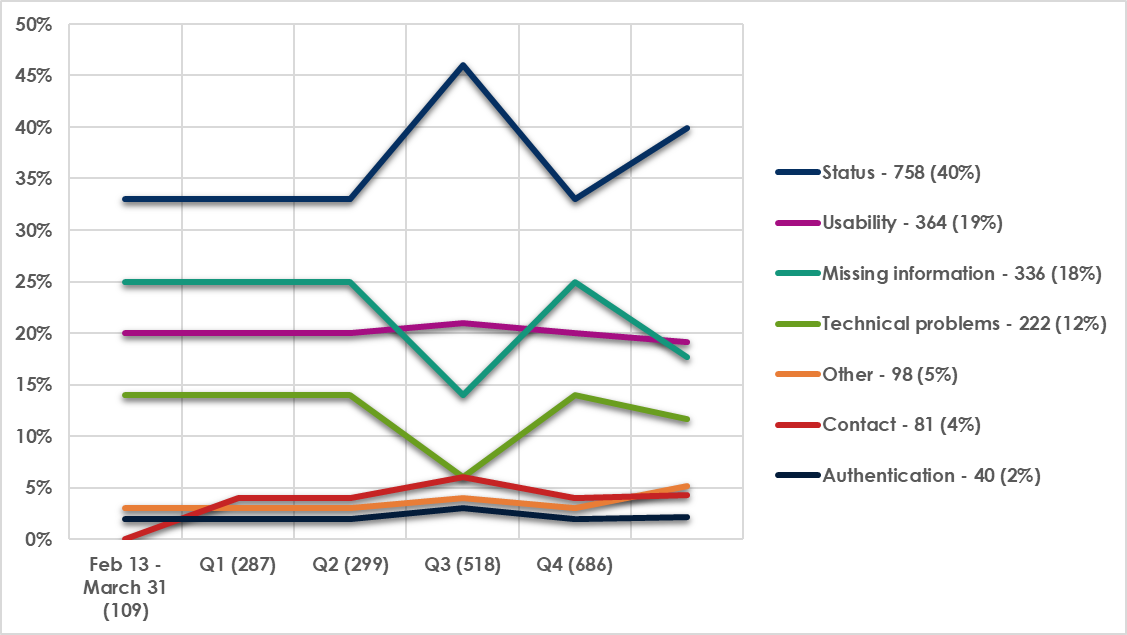 50%
45%
40%
35%
30%
25%
20%
15%
10%
5%
0%
Feb 13 -
March 31
(109)
Q1 (287)
Q2 (299)
Q3 (518)
Q4 (686)
Status - 758 (40%)
Usability - 364 (19%)
Missing information - 336 (18%)
Technical problems - 222 (12%)
Other - 98 (5%)
Contact - 81 (4%)
Authentication - 40 (2%)